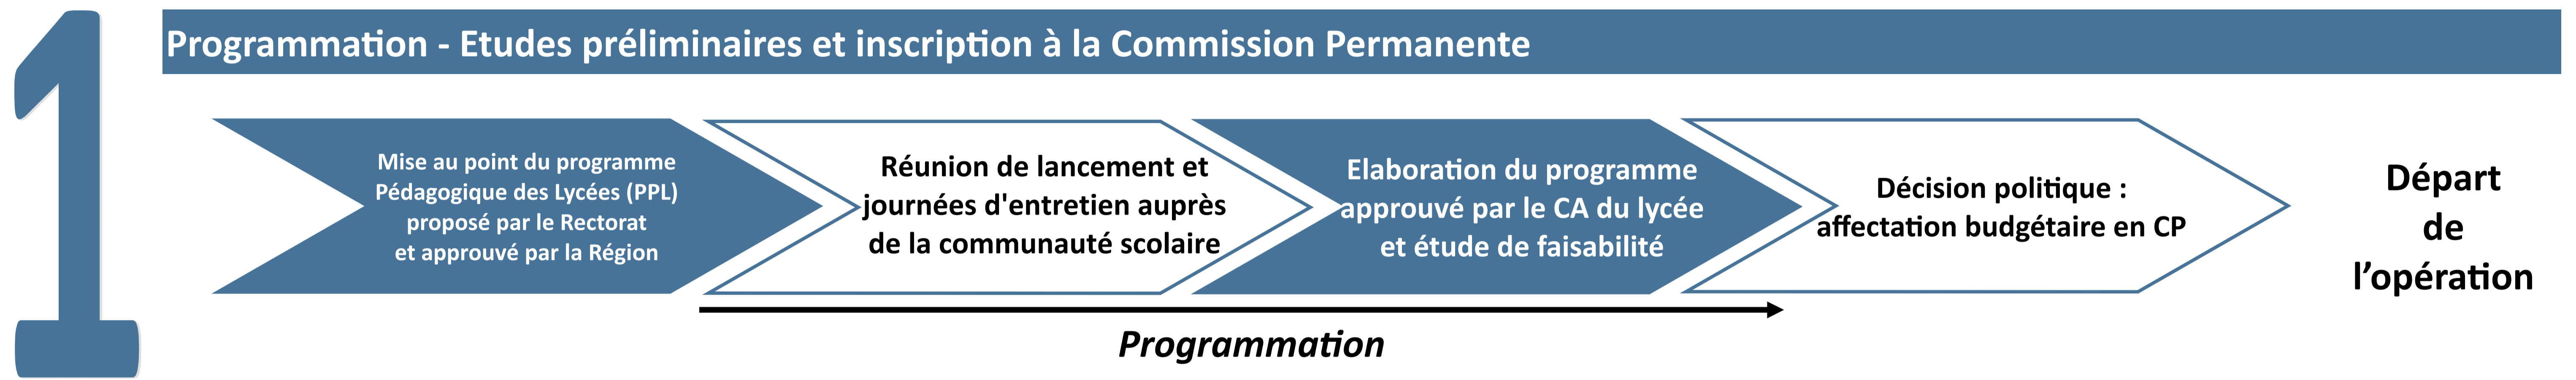 1
Programmation - Etudes préliminaires et inscription à la Commission Permanente
Mise au point du programme
Pédagogique des Lycées (PPL)
proposé par le Rectorat
et approuvé par la Région
Réunion de lancement et
journées d'entretien auprès
de la communauté scolaire
Elaboration du programme
approuvé par le CA du lycée
et étude de faisabilité
Décision politique :
affectation budgétaire en CP
Départ
de
l’opération
Programmation